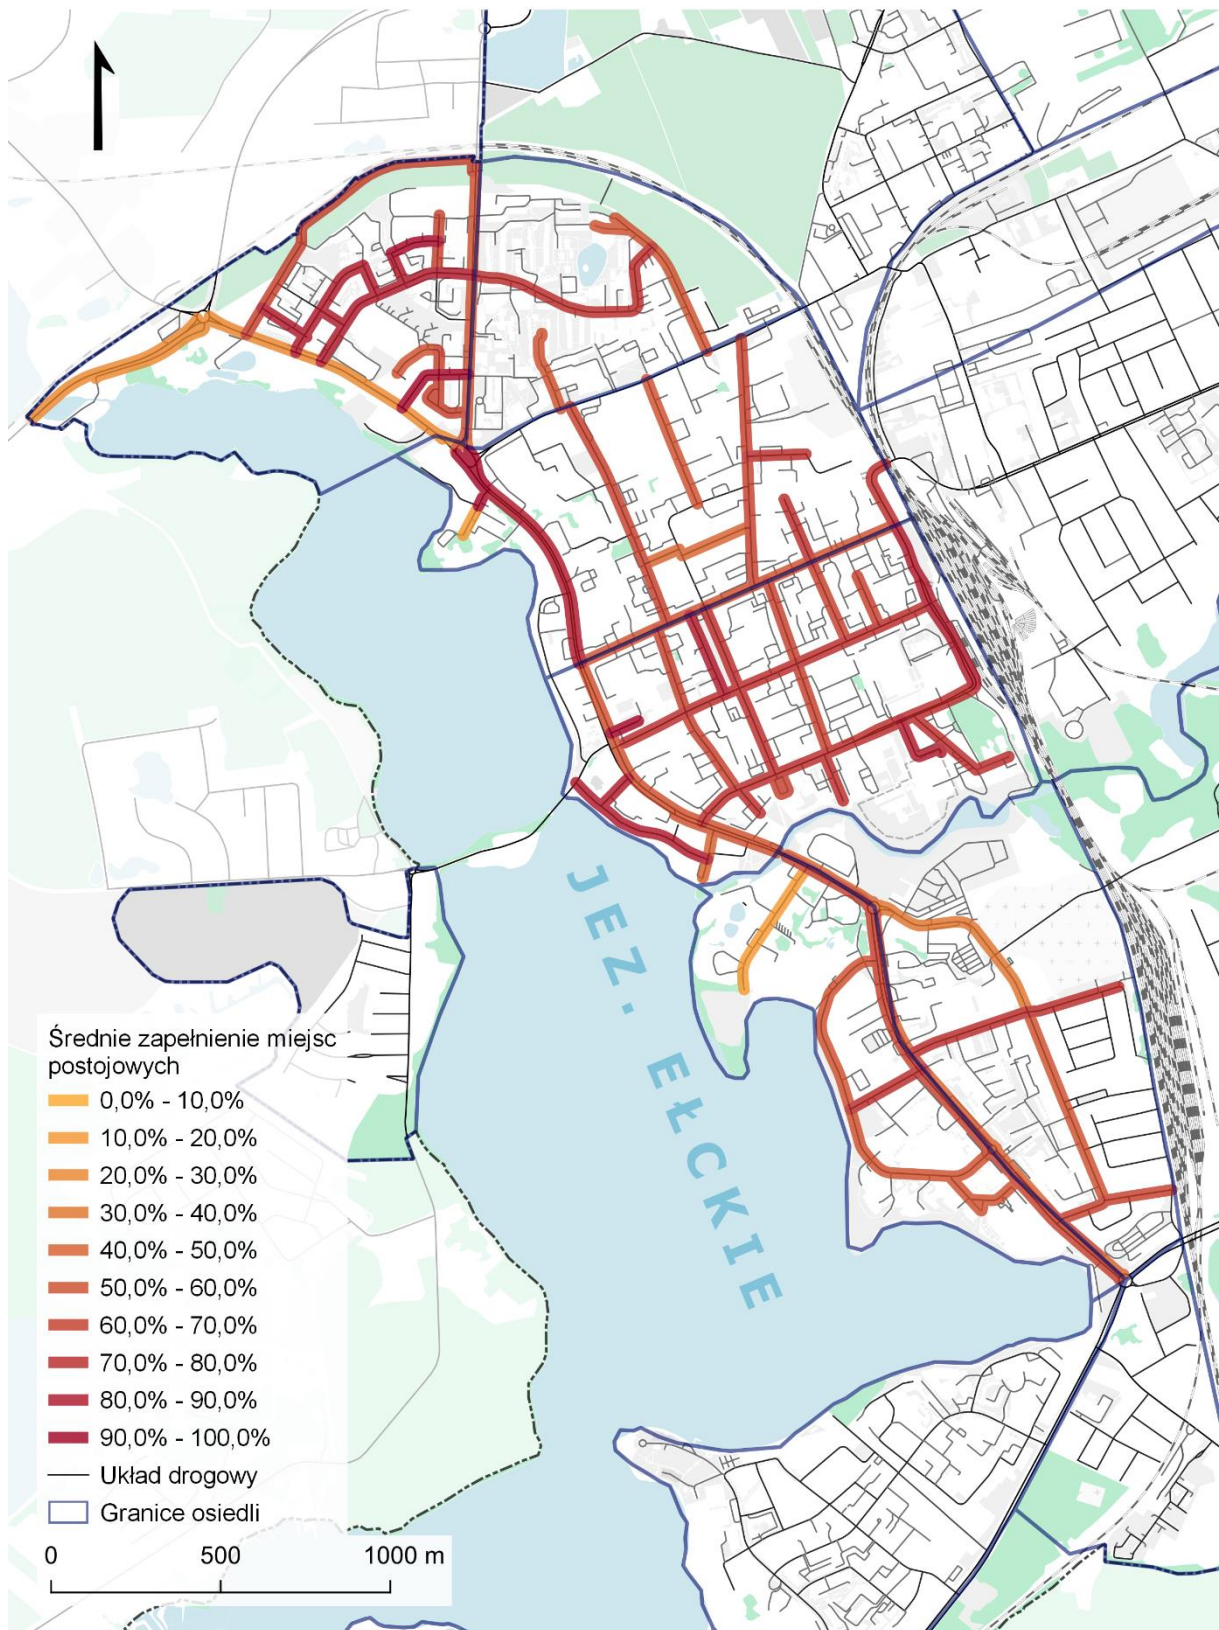 JEZ. EŁCKIE
Średnie zapełnienie miejsc
postojowych
0,0% - 10,0%
10,0% - 20,0%
20,0% - 30,0%
30,0% - 40,0%
40,0% - 50,0%
50,0% - 60,0%
60,0% - 70,0%
70,0% - 80,0%
80,0% - 90,0%
90,0% - 100,0%
Układ drogowy
Granice osiedli
0 500 1000 m